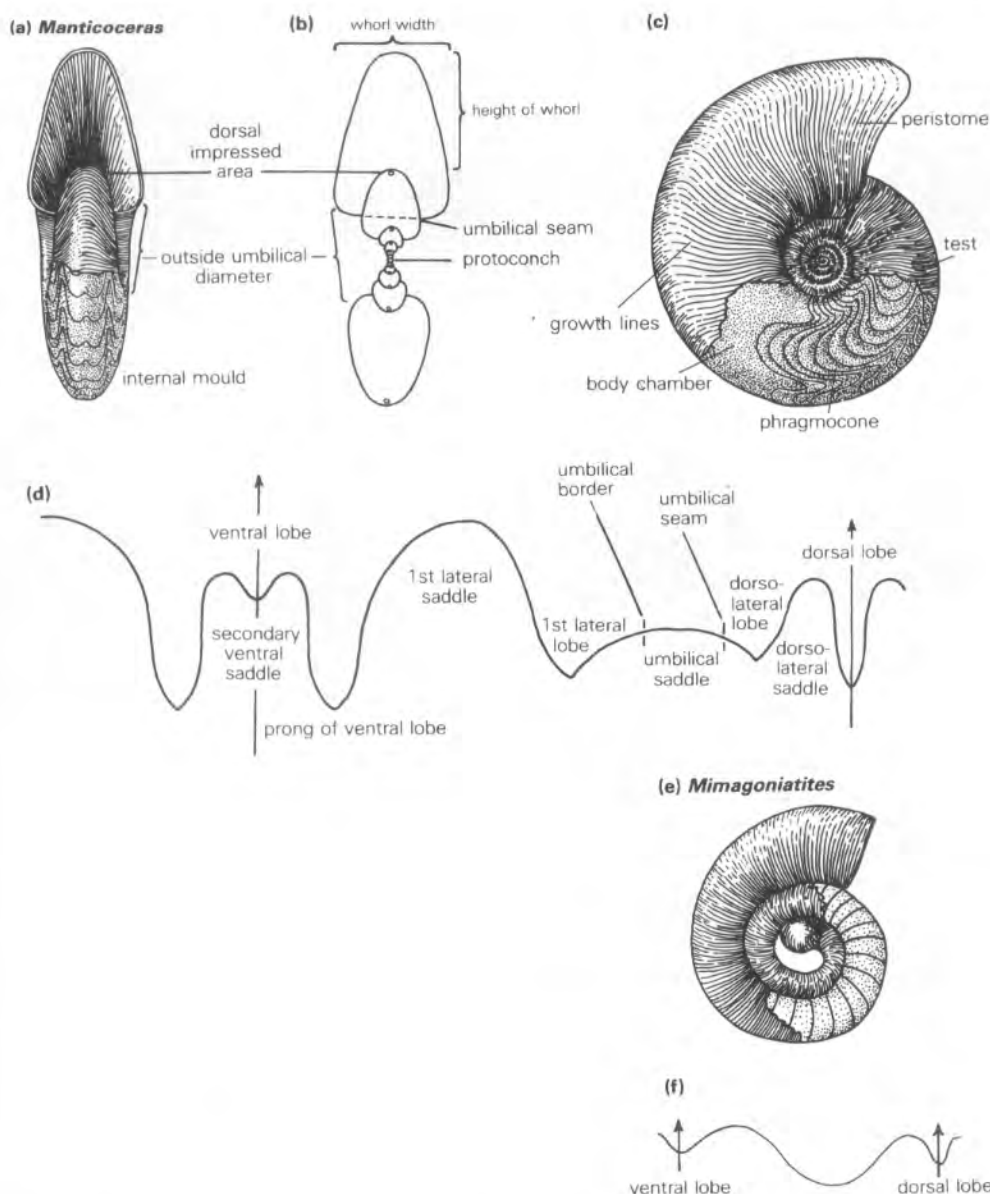 (a) Manticoceras
(b)
whorl width
height of whorl
dorsal
impressed
area
umbilical seam
protoconch
outside umbilical
diameter
internal mould
(c)
peristome
test
growth lines
body chamber
phragmocone
(d)
ventral lobe
secondary
ventral
saddle
prong of ventral lobe
1st lateral
saddle
1st lateral
lobe
umbilical
border
umbilical
seam
umbilical
saddle
dorso-
lateral
lobe
dorso-
lateral
saddle
dorsal lobe
(e) Mimagoniatites
(f)
ventral lobe
dorsal lobe